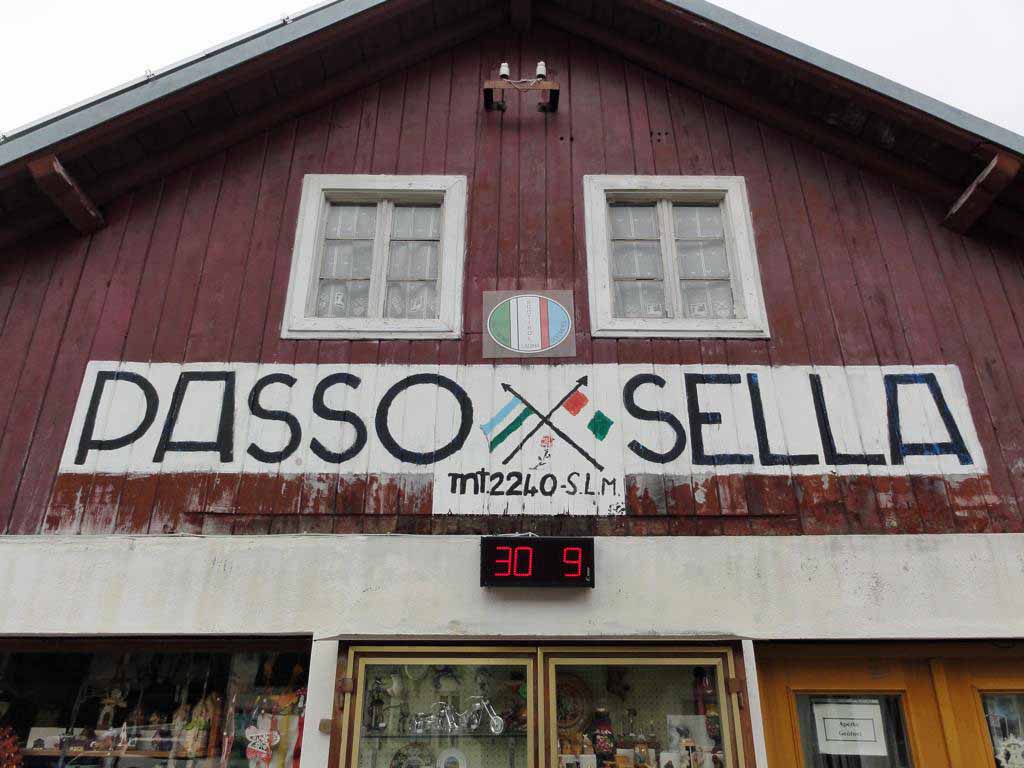 PASSO SELLA
mt.2240-S.L.M.
30 9
Aperto
Geöffnet